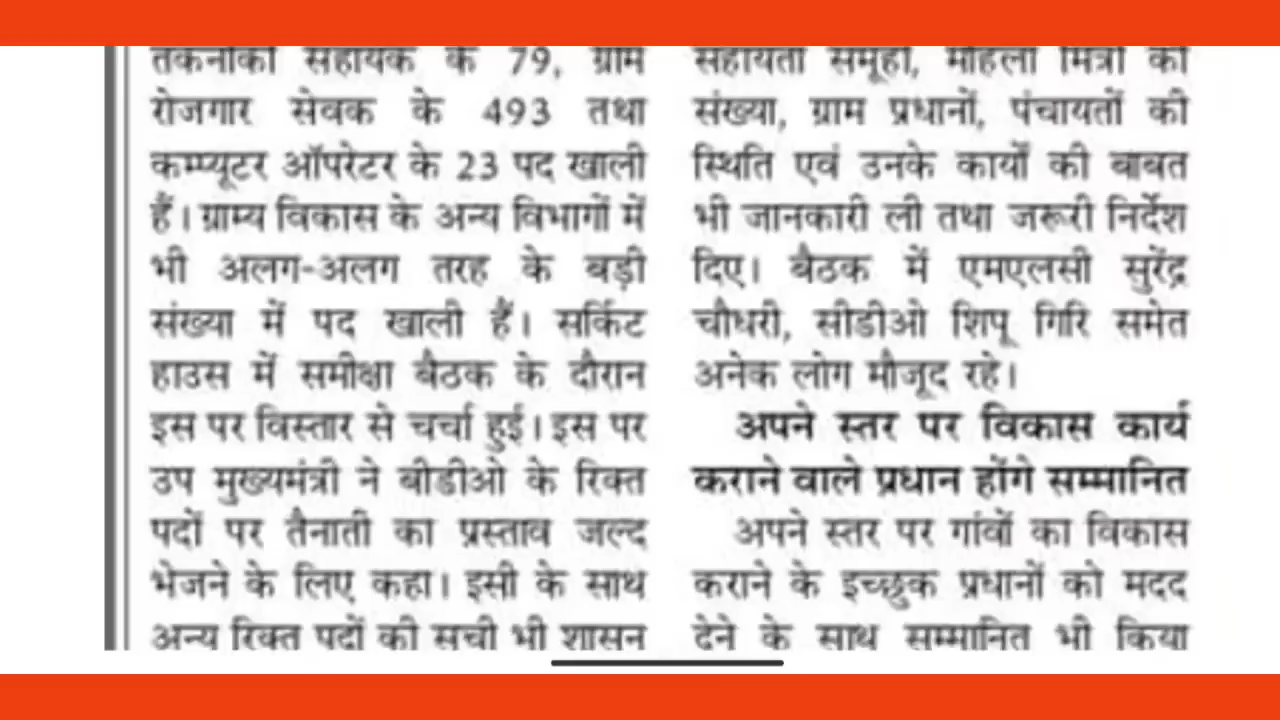 तकनीकी सहायक के 79, ग्राम
रोजगार सेवक के 493 तथा
कम्प्यूटर ऑपरेटर के 23 पद खाली
हैं। ग्राम्य विकास के अन्य विभागों में
भी अलग-अलग तरह के बड़ी
संख्या में पद खाली हैं। सर्किट
हाउस में समीक्षा बैठक के दौरान
इस पर विस्तार से चर्चा हुई। इस पर
उप मुख्यमंत्री ने बीडीओ के रिक्त
पदों पर तैनाती का प्रस्ताव जल्द
भेजने के लिए कहा। इसी के साथ
अन्य रिक्त पदों की सूची भी शासन
सहायता समूहों, महिला मित्रों की
संख्या, ग्राम प्रधानों, पंचायतों की
स्थिति एवं उनके कार्यों की बाबत
भी जानकारी ली तथा जरूरी निर्देश
दिए। बैठक में एमएलसी सुरेंद्र
चौधरी, सीडीओ शिपू गिरि समेत
अनेक लोग मौजूद रहे।
अपने स्तर पर विकास कार्य
कराने वाले प्रधान होंगे सम्मानित
अपने स्तर पर गांवों का विकास
कराने के इच्छुक प्रधानों को मदद
देने के साथ सम्मानित भी किया